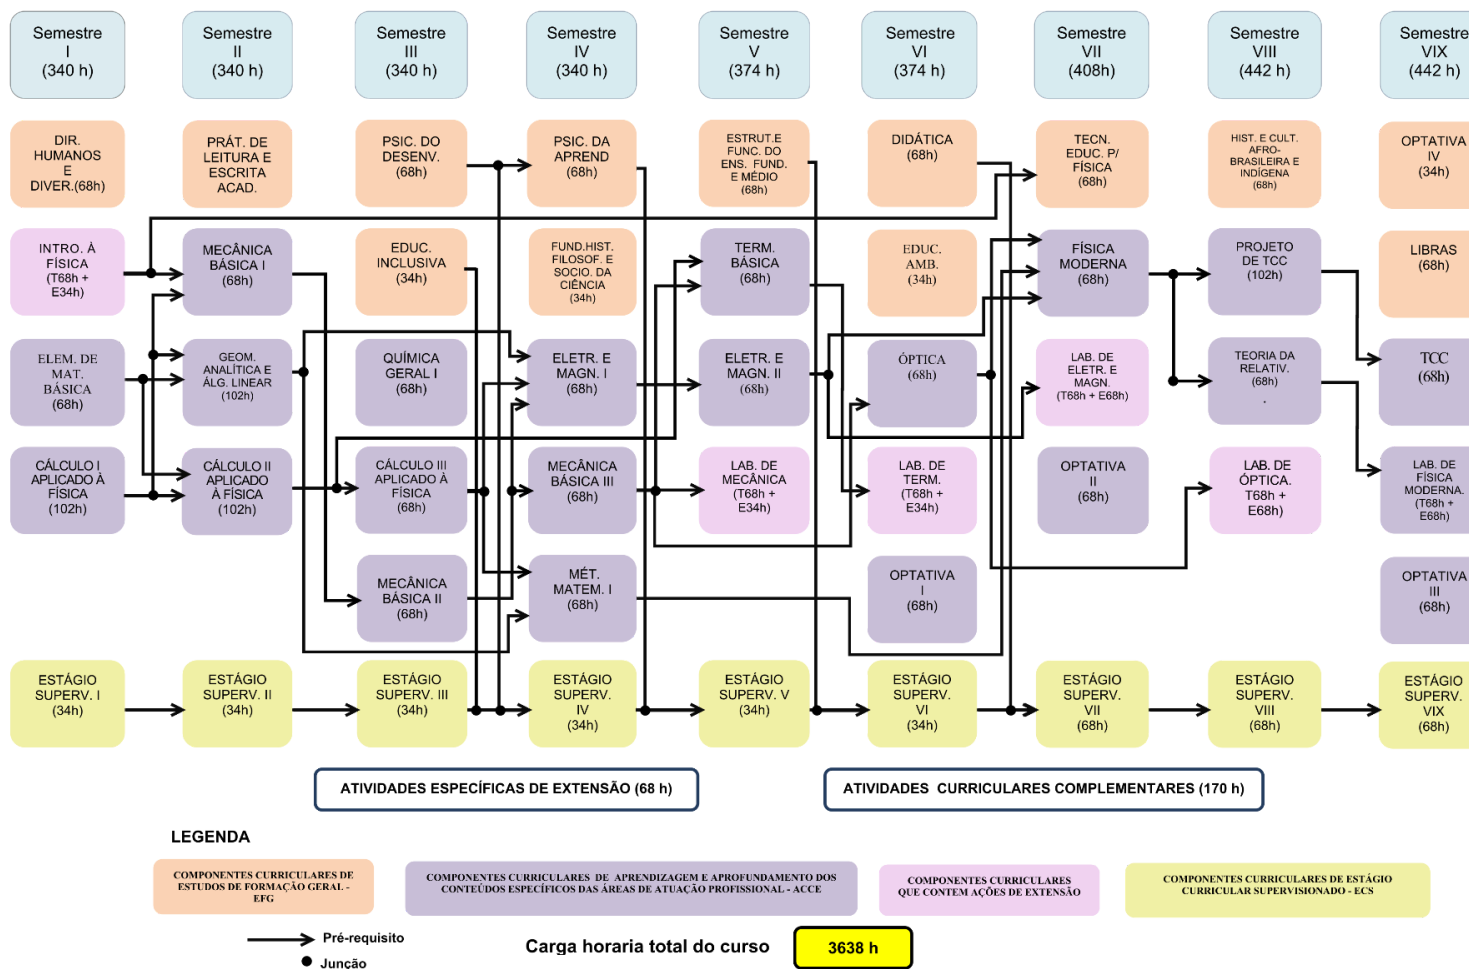 Semestre
I
(340 h)
Semestre
II
(340 h)
Semestre
III
(340 h)
Semestre
IV
(340 h)
Semestre
V
(374 h)
Semestre
VI
(374 h)
Semestre
VII
(408h)
Semestre
VIII
(442 h)
Semestre
VIX
(442 h)
DIR.
HUMANOS
E
DIVER.(68h)
PRÁT. DE
LEITURA E
ESCRITA
ACAD.
PSIC. DO
DESENV.
(68h)
PSIC. DA
APREND
(68h)
ESTRUT.E
FUNC. DO
ENS. FUND.
E MÉDIO
(68h)
DIDÁTICA
(68h)
TECN.
EDUC. P/
FÍSICA
(68h)
HIST. E CULT.
AFRO-
BRASILEIRA E
INDÍGENA
(68h)
OPTATIVA
IV
(34h)
INTRO. À
FÍSICA
(T68h +
E34h)
MECÂNICA
BÁSICA I
(68h)
EDUC.
INCLUSIVA
(34h)
FUND.HIST.
FILOSOF. E
SOCIO. DA
CIÊNCIA
(34h)
TERM.
BÁSICA
(68h)
EDUC.
AMB.
(34h)
FÍSICA
MODERNA
(68h)
PROJETO
DE TCC
(102h)
LIBRAS
(68h)
ELEM. DE
MAT.
BÁSICA
(68h)
GEOM.
ANALÍTICA E
ÁLG. LINEAR
(102h)
QUÍMICA
GERAL I
(68h)
ELETR. E
MAGN. I
(68h)
ELETR. E
MAGN. II
(68h)
ÓPTICA
(68h)
LAB. DE
ELETR. E
MAGN.
(T68h + E68h)
TEORIA DA
RELATIV.
(68h)
.
TCC
(68h)
CÁLCULO I
APLICADO À
FÍSICA
(102h)
CÁLCULO II
APLICADO
À FÍSICA
(102h)
CÁLCULO III
APLICADO À
FÍSICA
(68h)
MECÂNICA
BÁSICA III
(68h)
LAB. DE
MECÂNICA
(T68h +
E34h)
LAB. DE
TERM.
(T68h +
E34h)
OPTATIVA
II
(68h)
LAB. DE
ÓPTICA.
T68h +
E68h)
LAB. DE
FÍSICA
MODERNA.
(T68h +
E68h)
MECÂNICA
BÁSICA II
(68h)
MÉT.
MATEM. I
(68h)
OPTATIVA
I
(68h)
OPTATIVA
III
(68h)
ESTÁGIO
SUPERV. I
(34h)
ESTÁGIO
SUPERV. II
(34h)
ESTÁGIO
SUPERV. III
(34h)
ESTÁGIO
SUPERV.
IV
(34h)
ESTÁGIO
SUPERV. V
(34h)
ESTÁGIO
SUPERV.
VI
(34h)
ESTÁGIO
SUPERV.
VII
(68h)
ESTÁGIO
SUPERV.
VIII
(68h)
ESTÁGIO
SUPERV.
VIX
(68h)
ATIVIDADES ESPECÍFICAS DE EXTENSÃO (68 h)
ATIVIDADES CURRICULARES COMPLEMENTARES (170 h)
LEGENDA
COMPONENTES CURRICULARES DE
ESTUDOS DE FORMAÇÃO GERAL -
EFG
COMPONENTES CURRICULARES DE APRENDIZAGEM E APROFUNDAMENTO DOS
CONTEÚDOS ESPECÍFICOS DAS ÁREAS DE ATUAÇÃO PROFISSIONAL - ACCE
COMPONENTES CURRICULARES
QUE CONTEM AÇÕES DE EXTENSÃO
COMPONENTES CURRICULARES DE ESTÁGIO
CURRICULAR SUPERVISIONADO - ECS
Pré-requisito
Junção
Carga horaria total do curso
3638 h